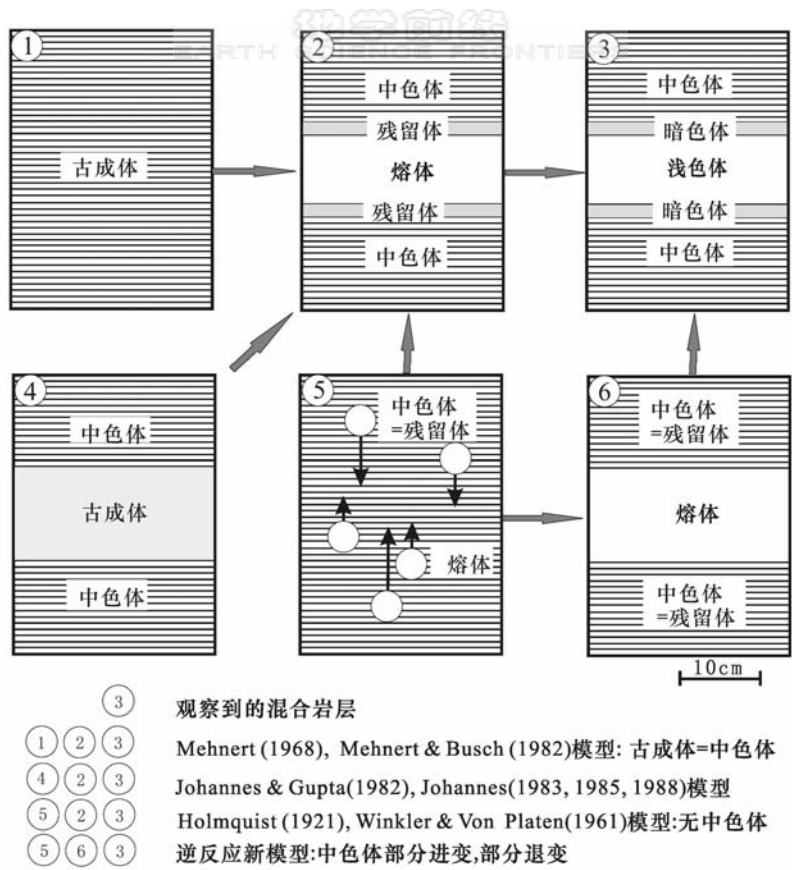 地学前缘
EARTH SCIENCE FRONTIERS
1
古成体
2
中色体
残留体
熔体
残留体
中色体
3
中色体
暗色体
浅色体
暗色体
中色体
4
中色体
古成体
中色体
5
中色体
=残留体
熔体
6
中色体
=残留体
熔体
中色体
=残留体
10cm
3 观察到的混合岩层
1 2 3 Mehnert (1968), Mehnert & Busch (1982)模型: 古成体=中色体
4 2 3 Johannes & Gupta(1982), Johannes(1983, 1985, 1988)模型
5 2 3 Holmquist (1921), Winkler & Von Platen(1961)模型:无中色体
5 6 3 逆反应新模型:中色体部分进变,部分退变